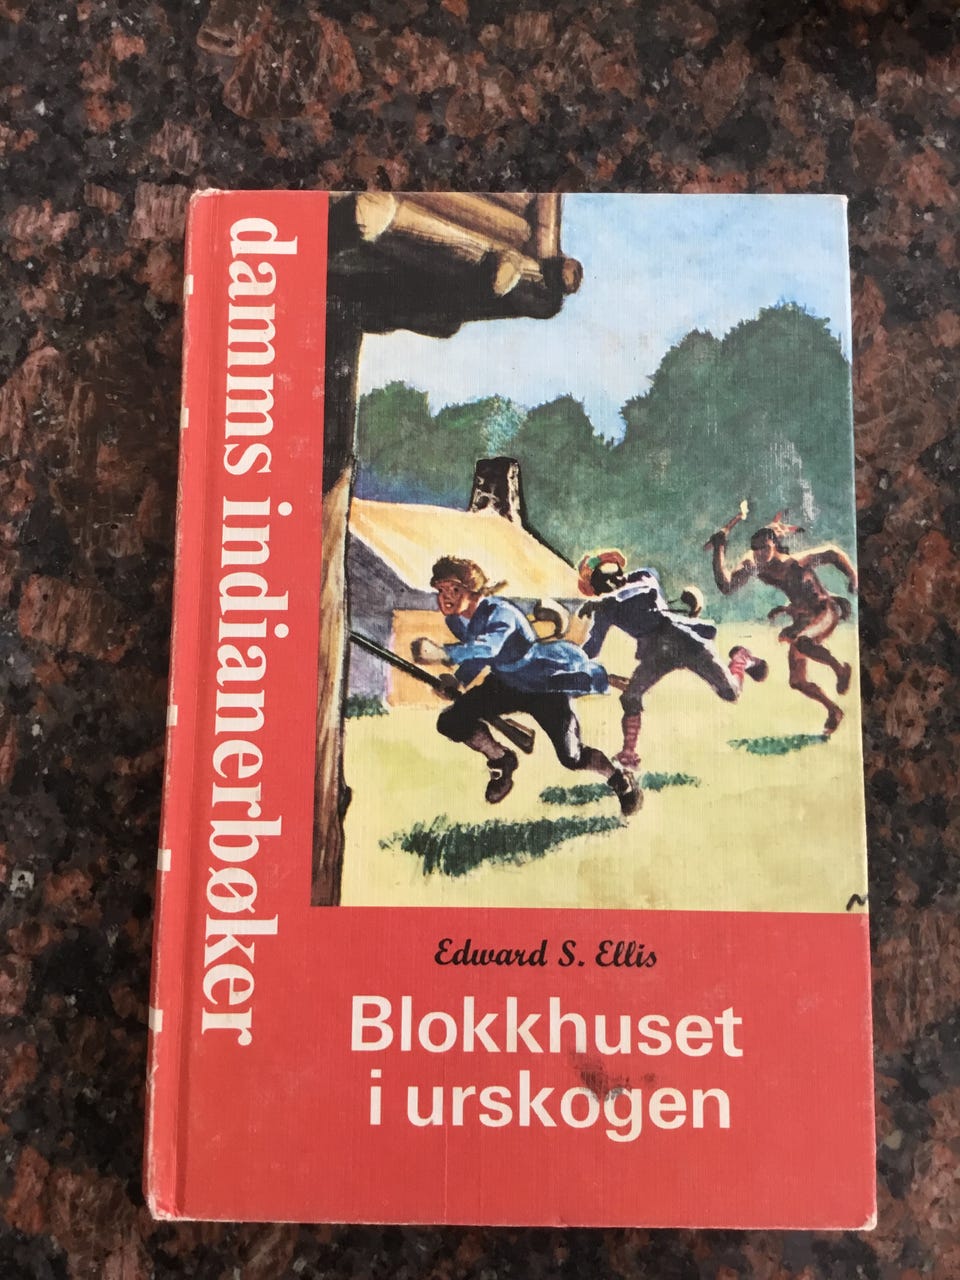 damms indianerbøker
Edward S. Ellis
Blokkhuset
i urskogen